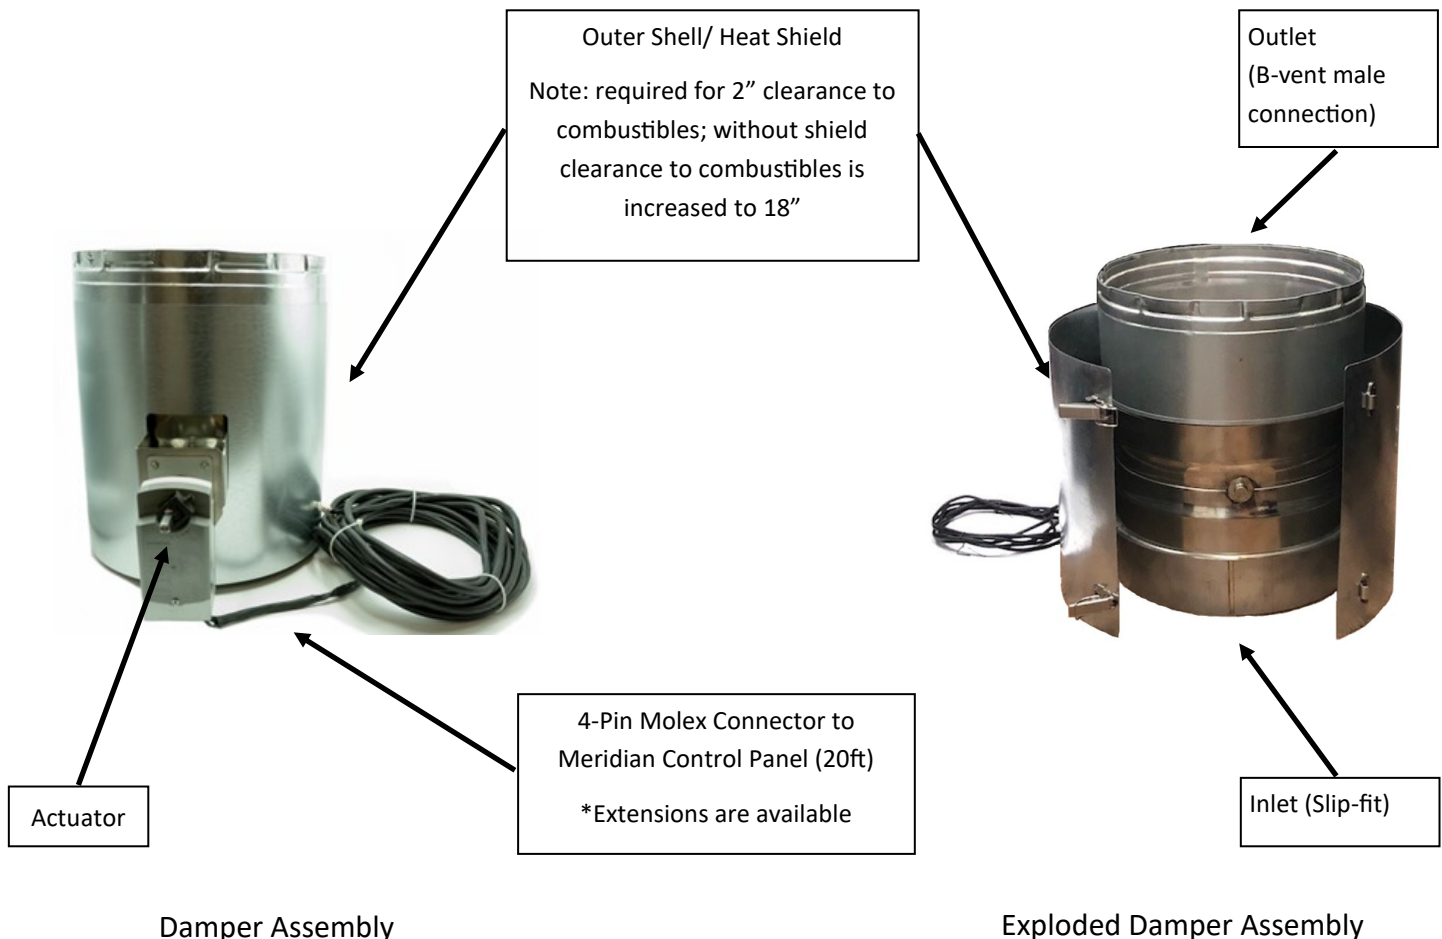 Outer Shell/ Heat Shield
Note: required for 2” clearance to
combustibles; without shield
clearance to combustibles is
increased to 18”
Outlet
(B-vent male
connection)
4-Pin Molex Connector to
Meridian Control Panel (20ft)
*Extensions are available
Actuator
Inlet (Slip-fit)
Damper Assembly
Exploded Damper Assembly